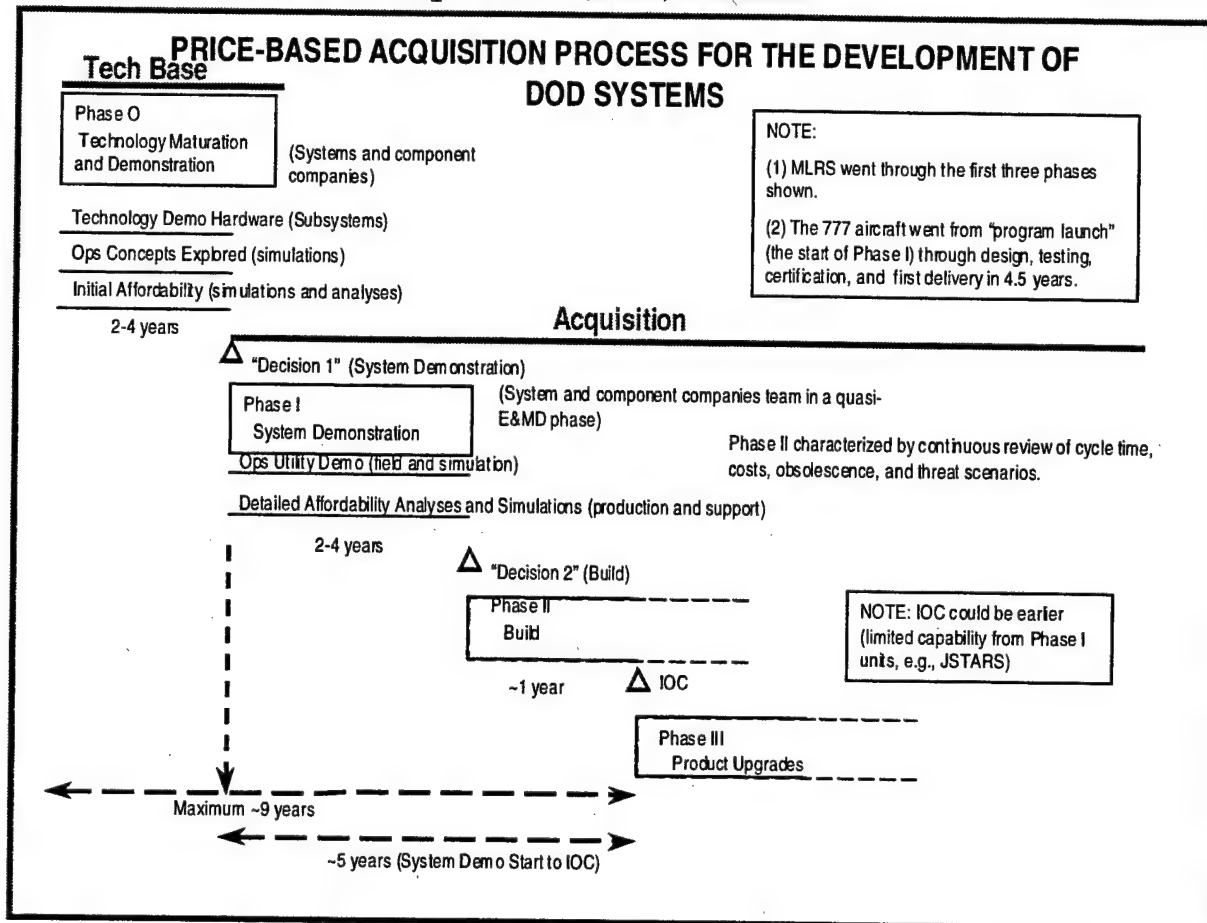 PRICE-BASED ACQUISITION PROCESS FOR THE DEVELOPMENT OF
DOD SYSTEMS
Tech Base
Phase O
Technology Maturation
and Demonstration
(Systems and component
companies)
NOTE:
(1) MLRS went through the first three phases
shown.
(2) The 777 aircraft went from "program launch"
(the start of Phase I) through design, testing,
certification, and first delivery in 4.5 years.
Technology Demo Hardware (Subsystems)
Ops Concepts Explored (simulations)
Initial Affordability (simulations and analyses)
2-4 years
Acquisition
"Decision 1" (System Demonstration)
Phase I
System Demonstration
(System and component companies team in a quasi-
E&MD phase)
Phase II characterized by continuous review of cycle time,
costs, obsolescence, and threat scenarios.
Ops Utility Demo (field and simulation)
Detailed Affordability Analyses and Simulations (production and support)
2-4 years
"Decision 2" (Build)
Phase II
Build
NOTE: IOC could be earlier
(limited capability from Phase I
units, e.g., JSTARS)
~1 year
IOC
Phase III
Product Upgrades
Maximum ~9 years
~5 years (System Demo Start to IOC)